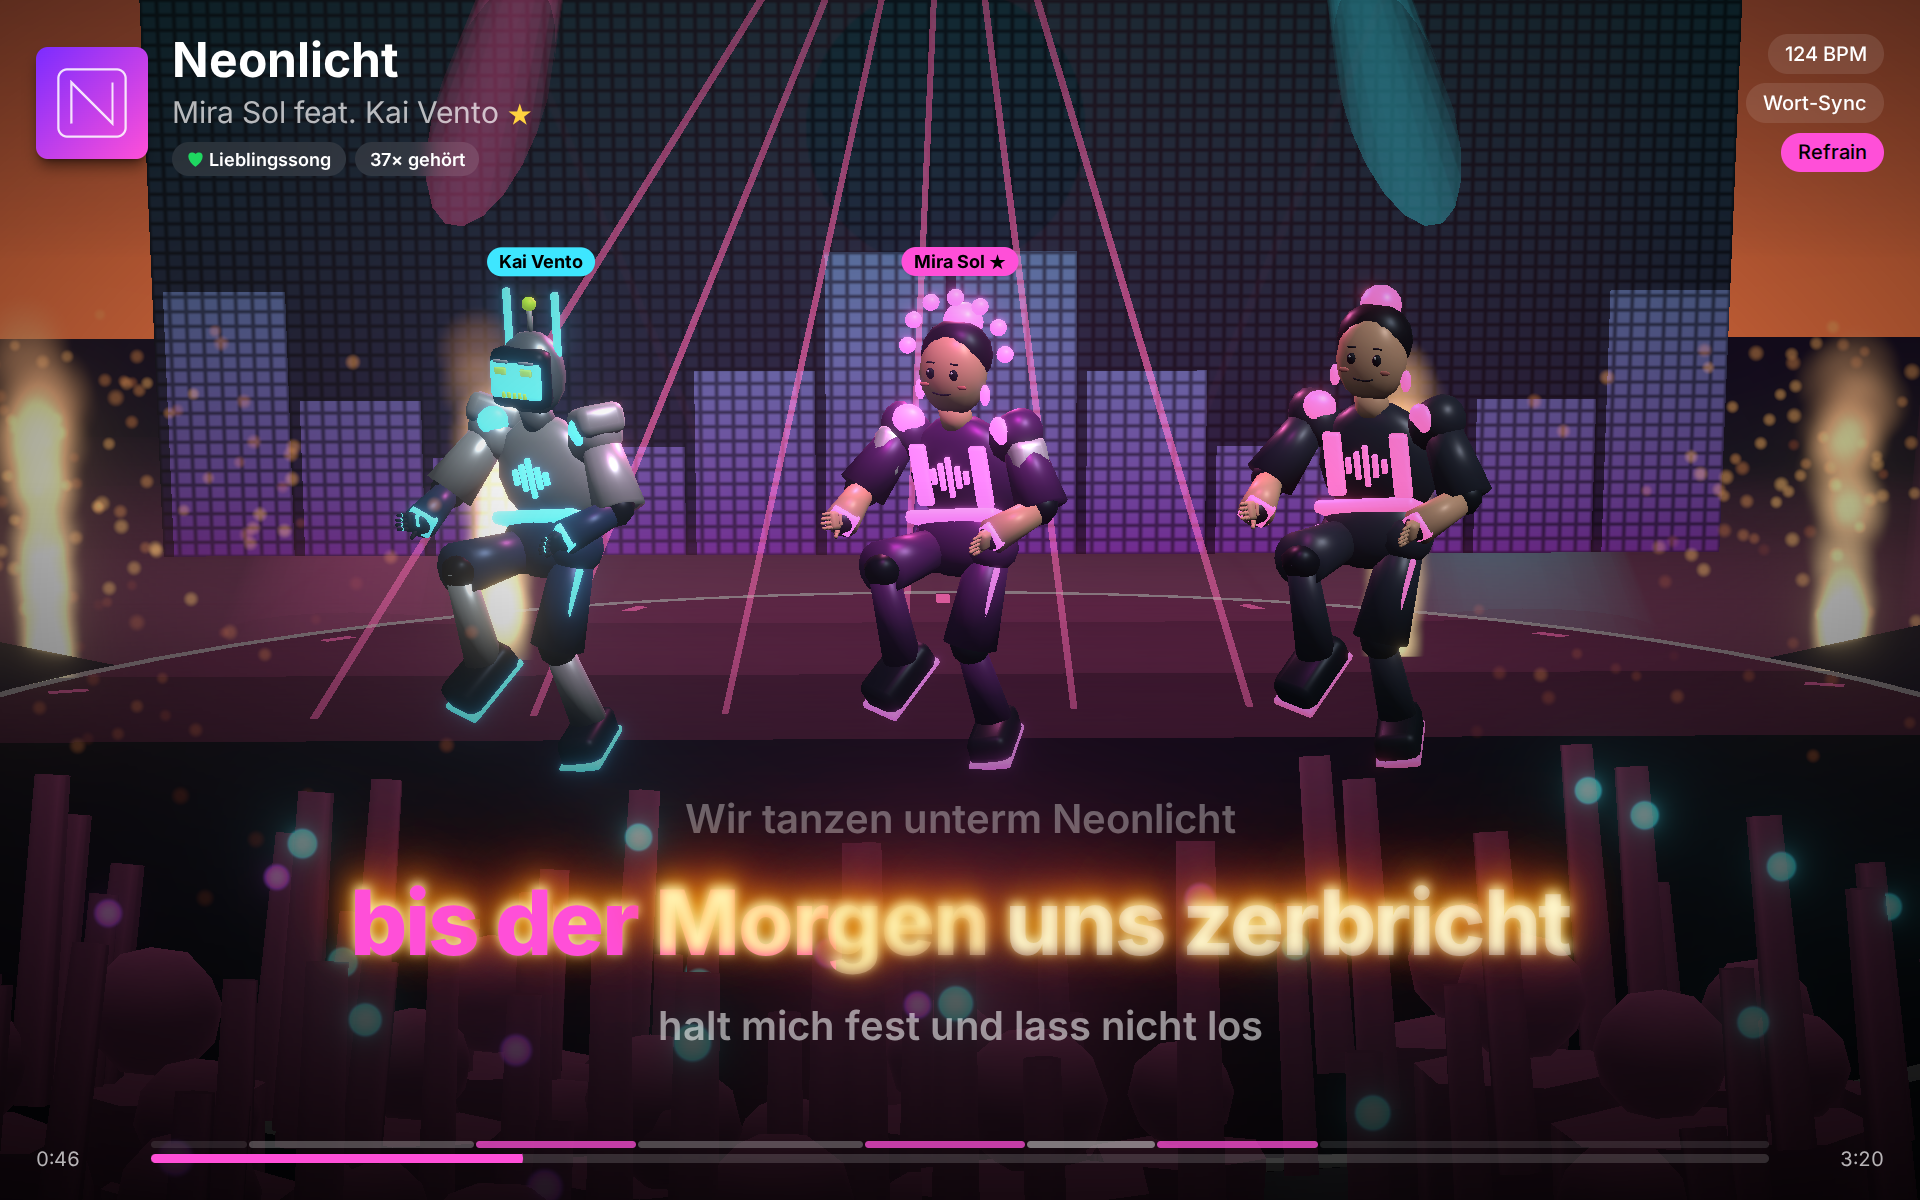 N
Neonlicht
Mira Sol feat. Kai Vento ★
Lieblingssong
37× gehört
124 BPM
Wort-Sync
Refrain
Kai Vento
Mira Sol ★
Wir tanzen unterm Neonlicht
bis der Morgen uns zerbricht
halt mich fest und lass nicht los
0:46
3:20